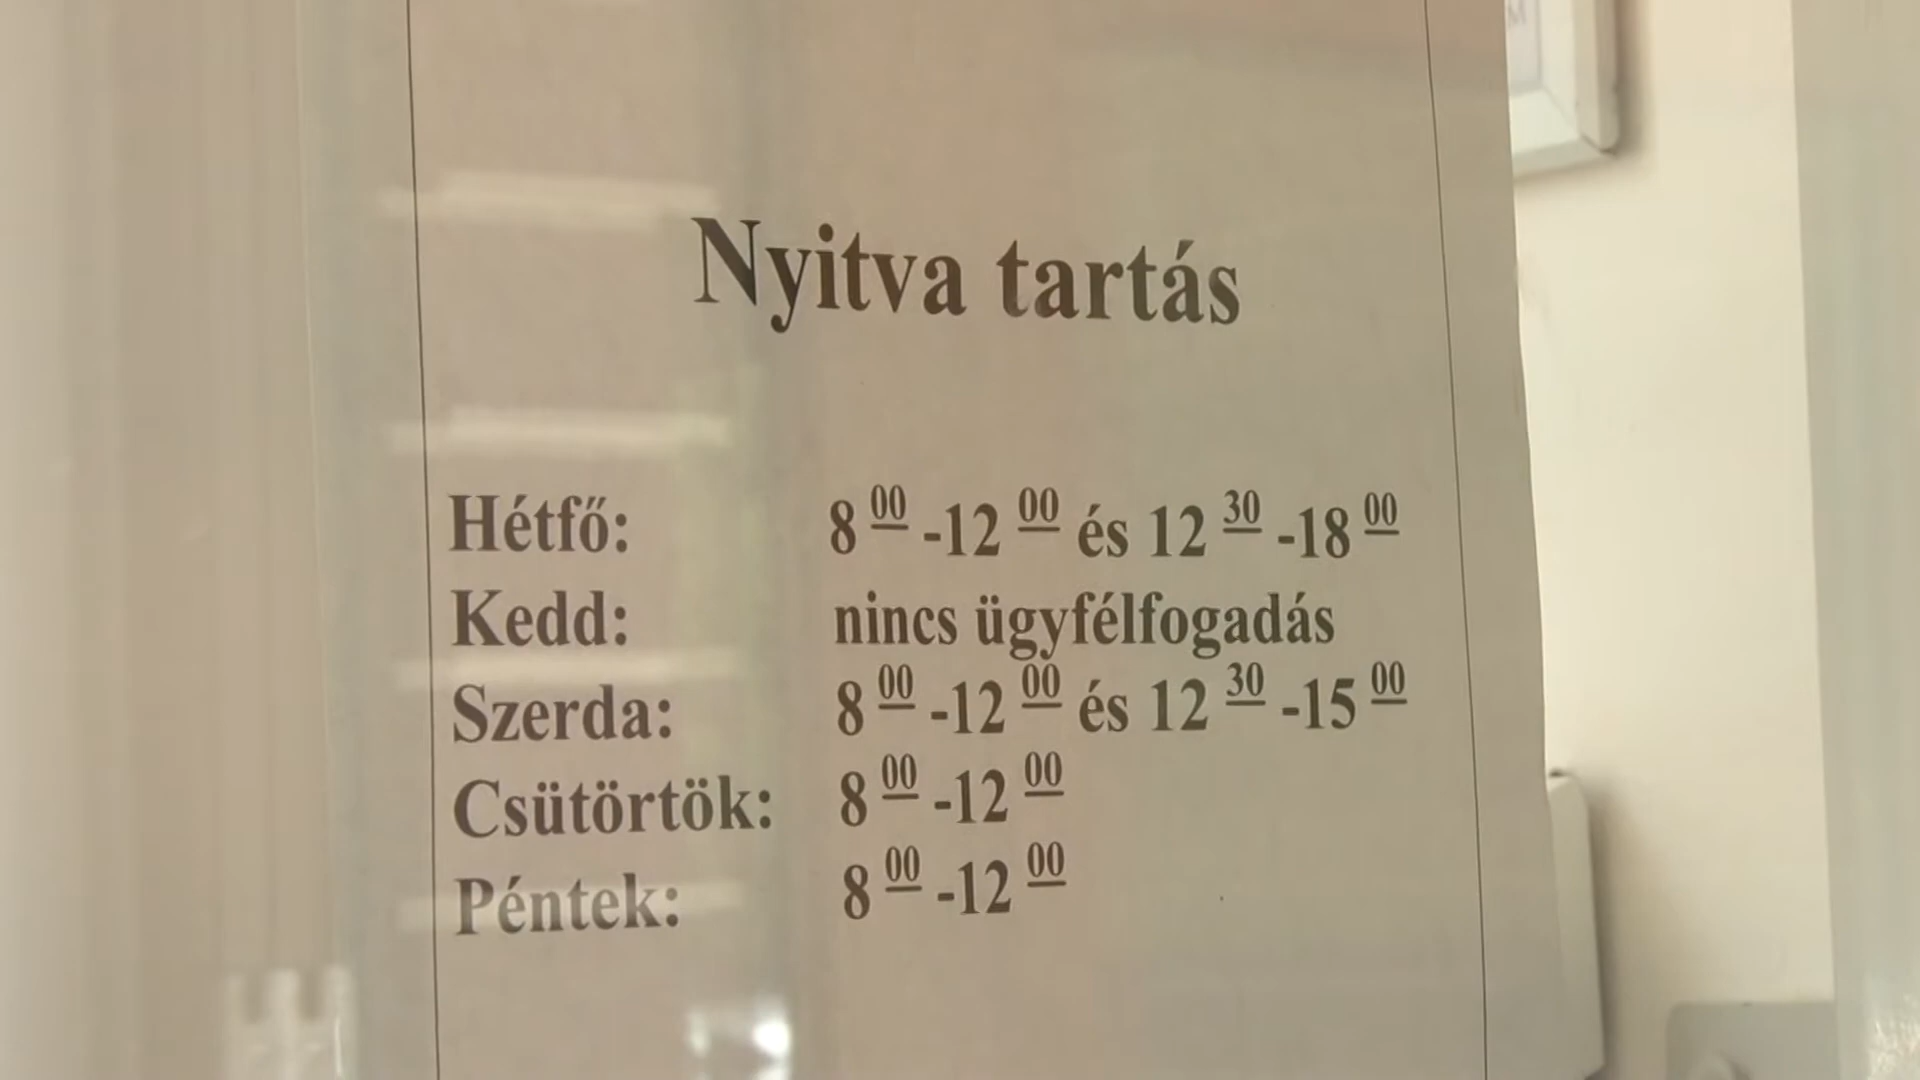 Nyitva tartás
Hétfő: 8 00 -12 00 és 12 30 -18 00
Kedd: nincs ügyfélfogadás
Szerda: 8 00 -12 00 és 12 30 -15 00
Csütörtök: 8 00 -12 00
Péntek: 8 00 -12 00